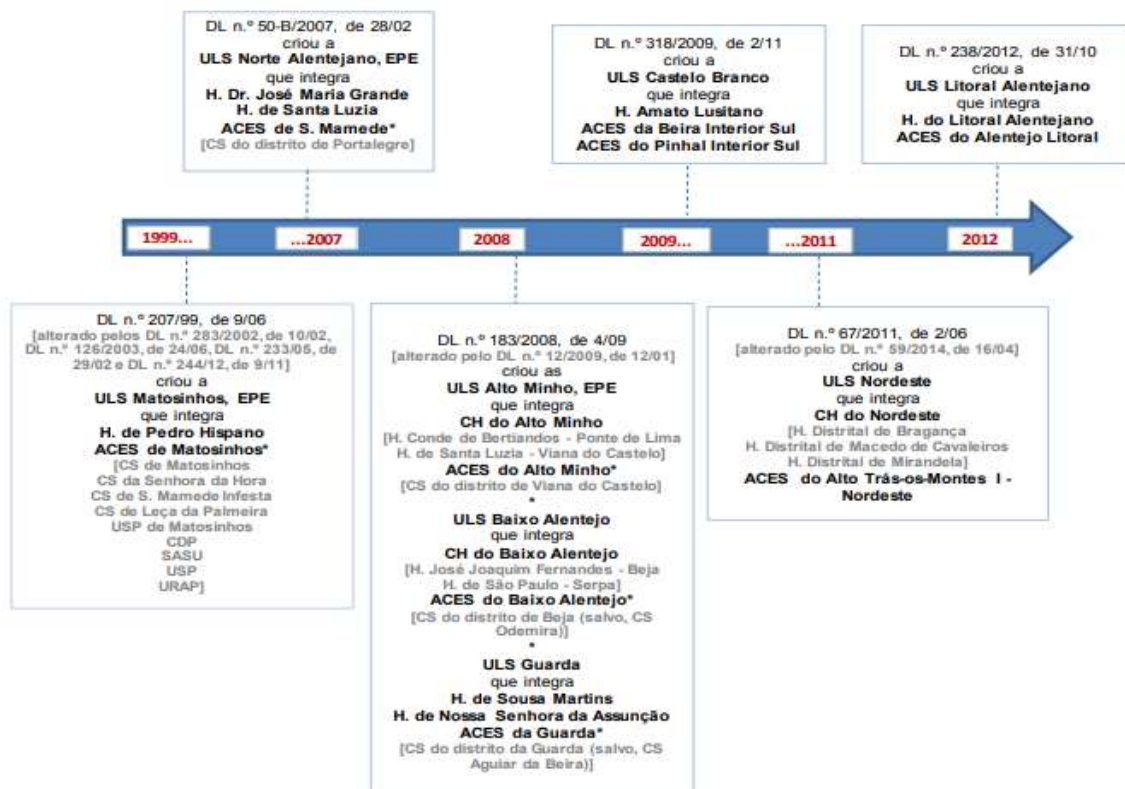 DL n.º 50-B/2007, de 28/02
criou a
ULS Norte Alentejano, EPE
que integra
H. Dr. José Maria Grande
H. de Santa Luzia
ACES de S. Mamede*
[CS do distrito de Portalegre]
DL n.º 318/2009, de 2/11
criou a
ULS Castelo Branco
que integra
H. Amato Lusitano
ACES da Beira Interior Sul
ACES do Pinhal Interior Sul
DL n.º 238/2012, de 31/10
criou a
ULS Litoral Alentejano
que integra
H. do Litoral Alentejano
ACES do Alentejo Litoral
1999... ...2007 2008 2009... ...2011 2012
DL n.º 207/99, de 9/06
[alterado pelos DL n.º 283/2002, de 10/02,
DL n.º 126/2003, de 24/06, DL n.º 233/05, de
29/02 e DL n.º 244/12, de 9/11]
criou a
ULS Matosinhos, EPE
que integra
H. de Pedro Hispano
ACES de Matosinhos*
[CS de Matosinhos
CS da Senhora da Hora
CS de S. Mamede Infesta
CS de Leça da Palmeira
USP de Matosinhos
CDP
SASU
USP
URAP]
DL n.º 183/2008, de 4/09
[alterado pelo DL n.º 12/2009, de 12/01]
criou as
ULS Alto Minho, EPE
que integra
CH do Alto Minho
[H. Conde de Bertiandos - Ponte de Lima
H. de Santa Luzia - Viana do Castelo]
ACES do Alto Minho*
[CS do distrito de Viana do Castelo]
*
ULS Baixo Alentejo
que integra
CH do Baixo Alentejo
[H. José Joaquim Fernandes - Beja
H. de São Paulo - Serpa]
ACES do Baixo Alentejo*
[CS do distrito de Beja (salvo, CS
Odemira)]
*
ULS Guarda
que integra
H. de Sousa Martins
H. de Nossa Senhora da Assunção
ACES da Guarda*
[CS do distrito da Guarda (salvo, CS
Aguiar da Beira)]
DL n.º 67/2011, de 2/06
[alterado pelo DL n.º 59/2014, de 16/04]
criou a
ULS Nordeste
que integra
CH do Nordeste
[H. Distrital de Bragança
H. Distrital de Macedo de Cavaleiros
H. Distrital de Mirandela]
ACES do Alto Trás-os-Montes I -
Nordeste